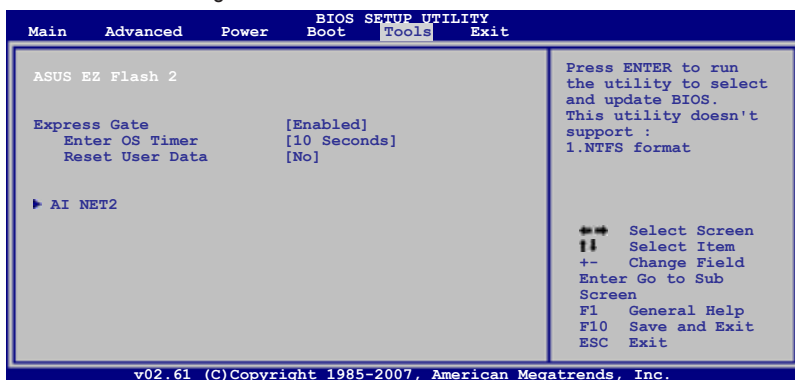 BIOS SETUP UTILITY
Main Advanced Power Boot Tools Exit
ASUS EZ Flash 2
Express Gate [Enabled]
Enter OS Timer [10 Seconds]
Reset User Data [No]
AI NET2
Press ENTER to run
the utility to select
and update BIOS.
This utility doesn't
support :
1.NTFS format
Select Screen
Select Item
+- Change Field
Enter Go to Sub
Screen
F1 General Help
F10 Save and Exit
ESC Exit
v02.61 (C)Copyright 1985-2007, American Megatrends, Inc.